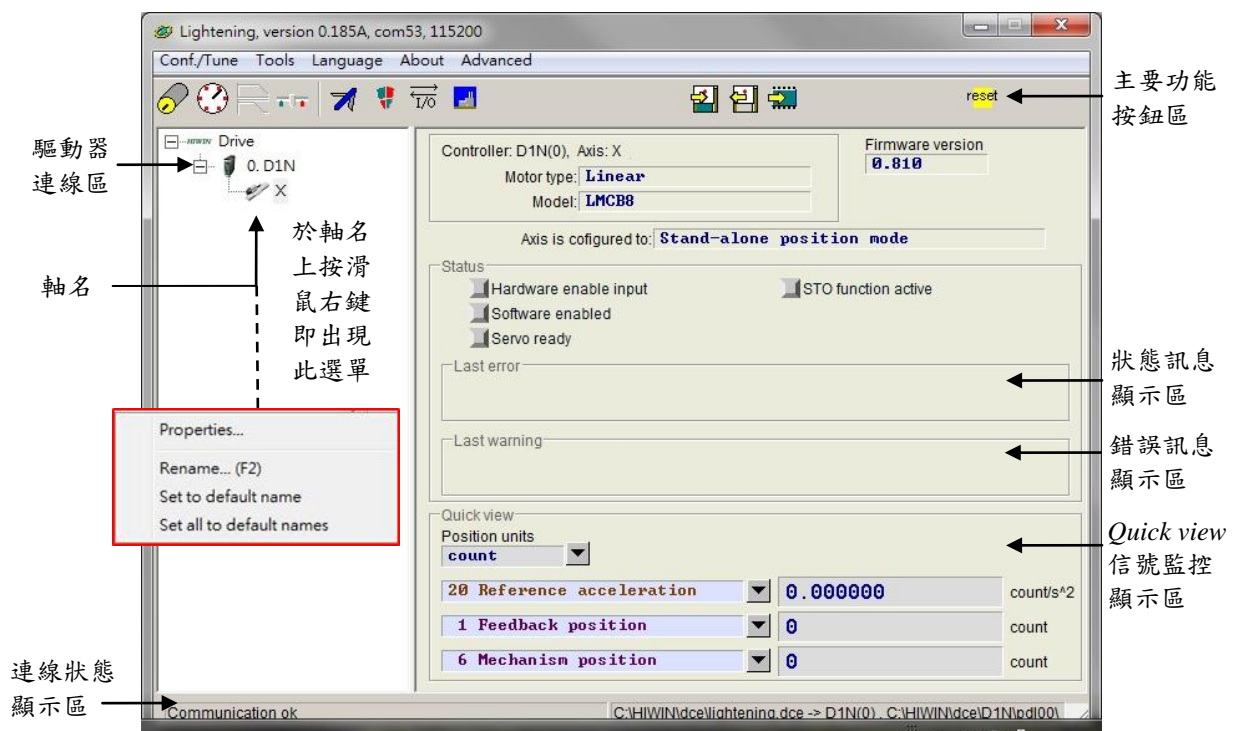 Lightening, version 0.185A, com53, 115200
Conf./Tune Tools Language About Advanced
I/0
reset
主要功能
按鈕區
驅動器
連線區
HIWIN Drive
0. D1N
X
軸名
於軸名
上按滑
鼠右鍵
即出現
此選單
Properties...
Rename... (F2)
Set to default name
Set all to default names
Controller: D1N(0), Axis: X
Motor type: Linear
Model: LMCB8
Firmware version
0.810
Axis is cofigured to: Stand-alone position mode
Status
Hardware enable input
STO function active
Software enabled
Servo ready
Last error
狀態訊息
顯示區
Last warning
錯誤訊息
顯示區
Quick view
Position units
count
Quick view
信號監控
顯示區
20 Reference acceleration 0.000000 count/s^2
1 Feedback position 0 count
6 Mechanism position 0 count
連線狀態
顯示區
Communication ok
C:\HIWIN\dce\lightening.dce -> D1N(0) , C:\HIWIN\dce\D1N\pdl00\